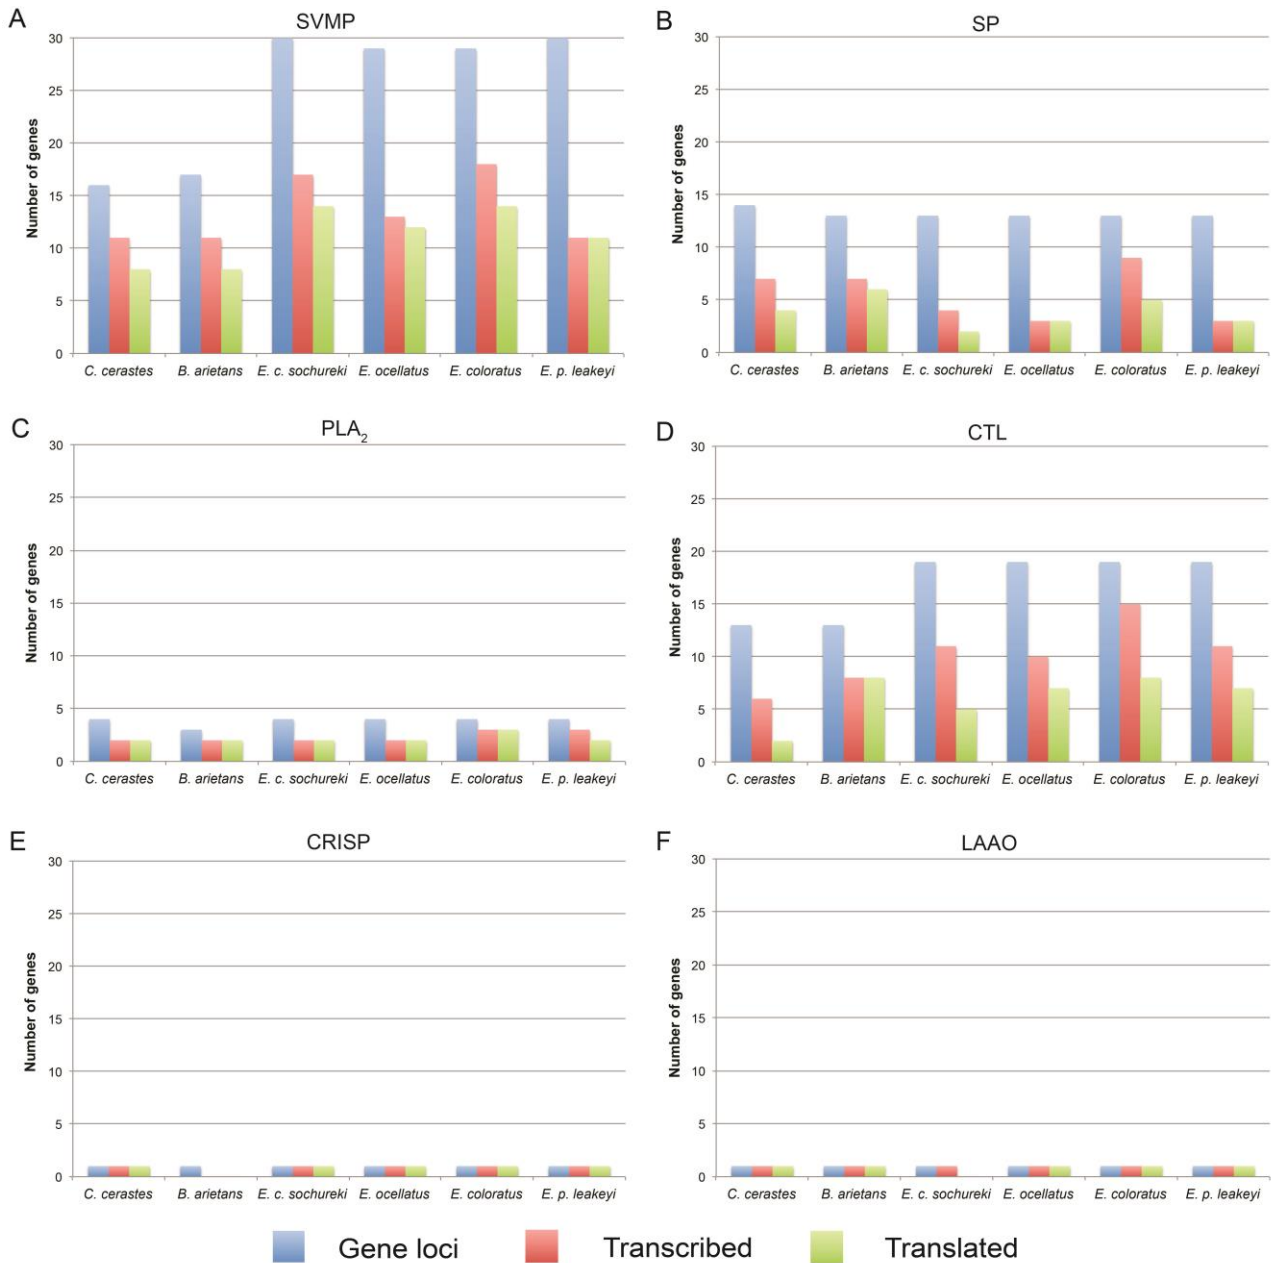 A
SVMP
30
25
20
15
10
5
0
Number of genes
C. cerastes B. arietans E. c. sochureki E. ocellatus E. coloratus E. p. leakeyi
B
SP
30
25
20
15
10
5
0
Number of genes
C. cerastes B. arietans E. c. sochureki E. ocellatus E. coloratus E. p. leakeyi
C
PLA2
30
25
20
15
10
5
0
Number of genes
C. cerastes B. arietans E. c. sochureki E. ocellatus E. coloratus E. p. leakeyi
D
CTL
30
25
20
15
10
5
0
Number of genes
C. cerastes B. arietans E. c. sochureki E. ocellatus E. coloratus E. p. leakeyi
E
CRISP
30
25
20
15
10
5
0
Number of genes
C. cerastes B. arietans E. c. sochureki E. ocellatus E. coloratus E. p. leakeyi
F
LAAO
30
25
20
15
10
5
0
Number of genes
C. cerastes B. arietans E. c. sochureki E. ocellatus E. coloratus E. p. leakeyi
Gene loci Transcribed Translated